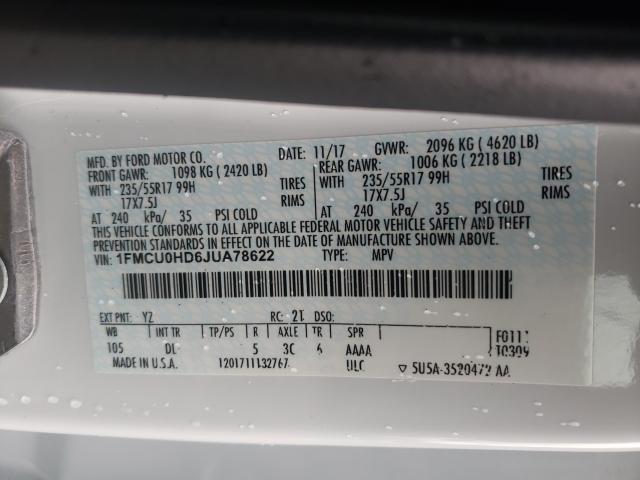 MFD. BY FORD MOTOR CO.
DATE: 11/17 GVWR: 2096 KG ( 4620 LB)
FRONT GAWR: 1098 KG ( 2420 LB) REAR GAWR: 1006 KG ( 2218 LB)
WITH 235/55R17 99H TIRES WITH 235/55R17 99H TIRES
17X7.5J RIMS 17X7.5J RIMS
AT 240 kPa/ 35 PSI COLD AT 240 kPa/ 35 PSI COLD
THIS VEHICLE CONFORMS TO ALL APPLICABLE FEDERAL MOTOR VEHICLE SAFETY AND THEFT
PREVENTION STANDARDS IN EFFECT ON THE DATE OF MANUFACTURE SHOWN ABOVE.
VIN: 1FMCU0HD6JUA78622 TYPE: MPV
EXT PNT: YZ RC: 21 DSO:
WB INT TR TP/PS R AXLE TR SPR
105 DL 5 3C 6 AAAA
MADE IN U.S.A. 1201711132767 ULC
5U5A-3520472 AA